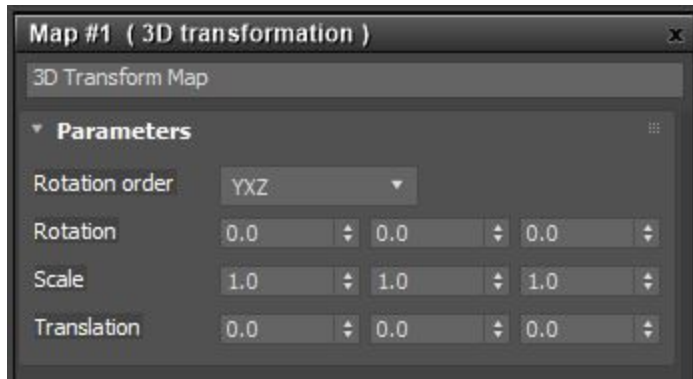 Map #1 ( 3D transformation ) x
3D Transform Map
Parameters
Rotation order YXZ
Rotation 0.0 0.0 0.0
Scale 1.0 1.0 1.0
Translation 0.0 0.0 0.0